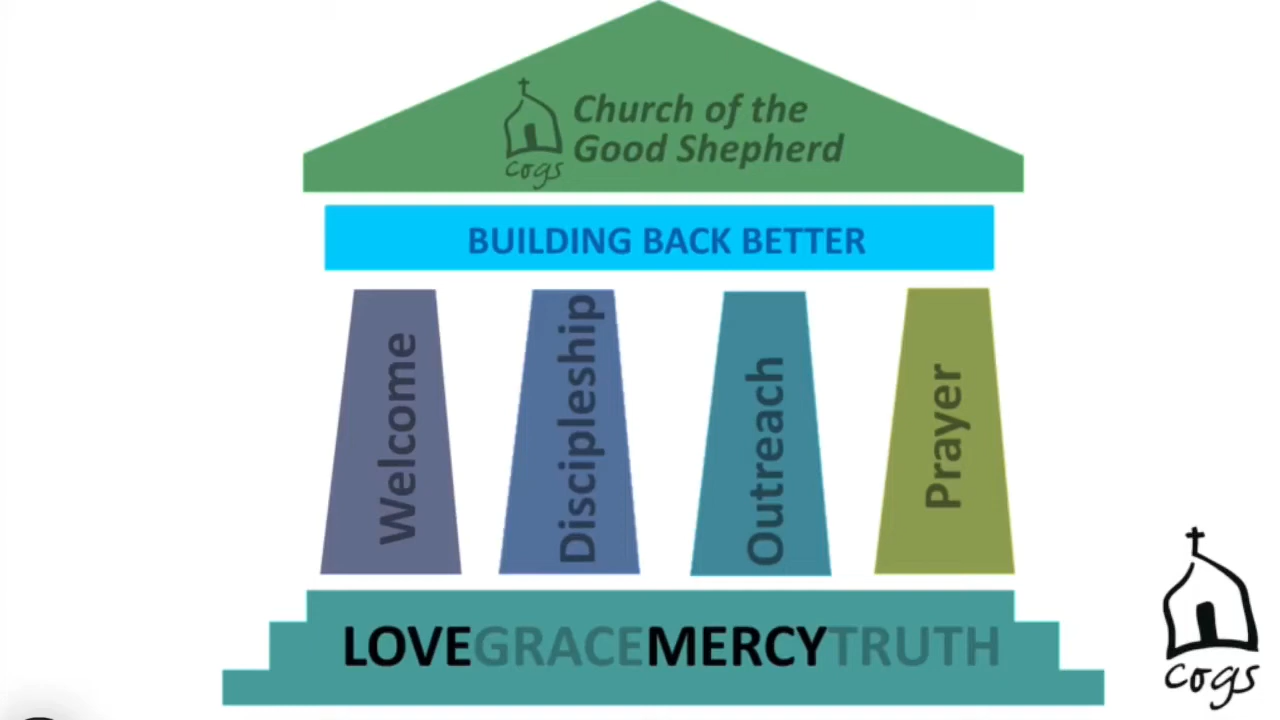 Church of the
Good Shepherd
cogs
BUILDING BACK BETTER
Welcome
Discipleship
Outreach
Prayer
LOVEGRACEMERCYTRUTH
cogs